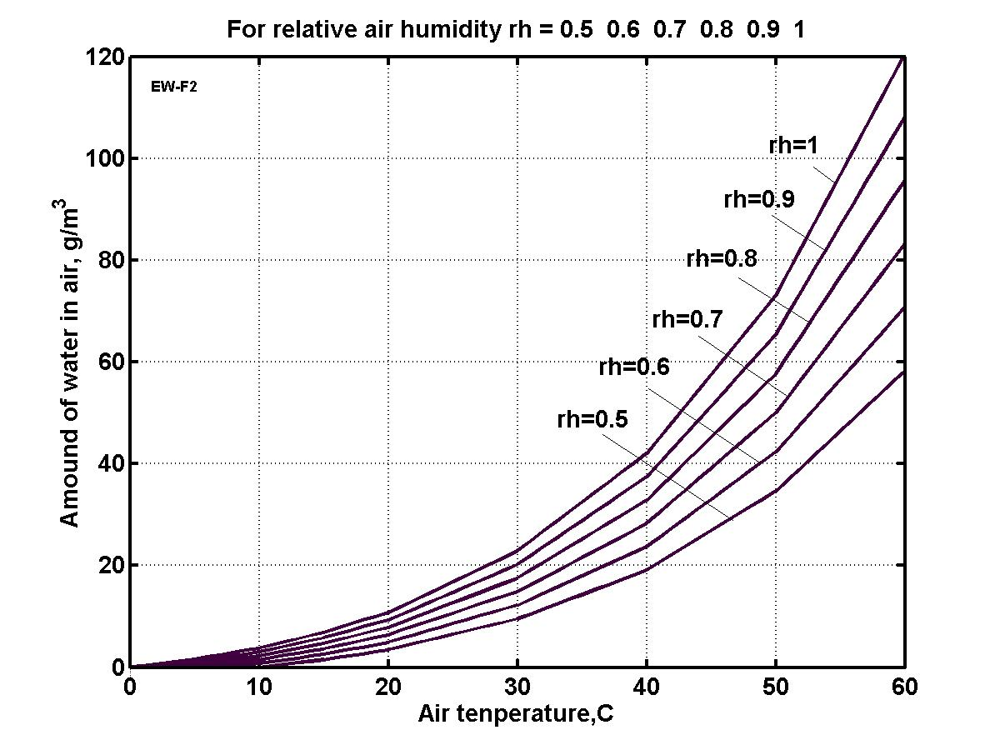 For relative air humidity rh = 0.5 0.6 0.7 0.8 0.9 1
120
EW-F2
100
80
60
40
20
0
Amound of water in air, g/m³
rh=1
rh=0.9
rh=0.8
rh=0.7
rh=0.6
rh=0.5
0 10 20 30 40 50 60
Air tenperature,C